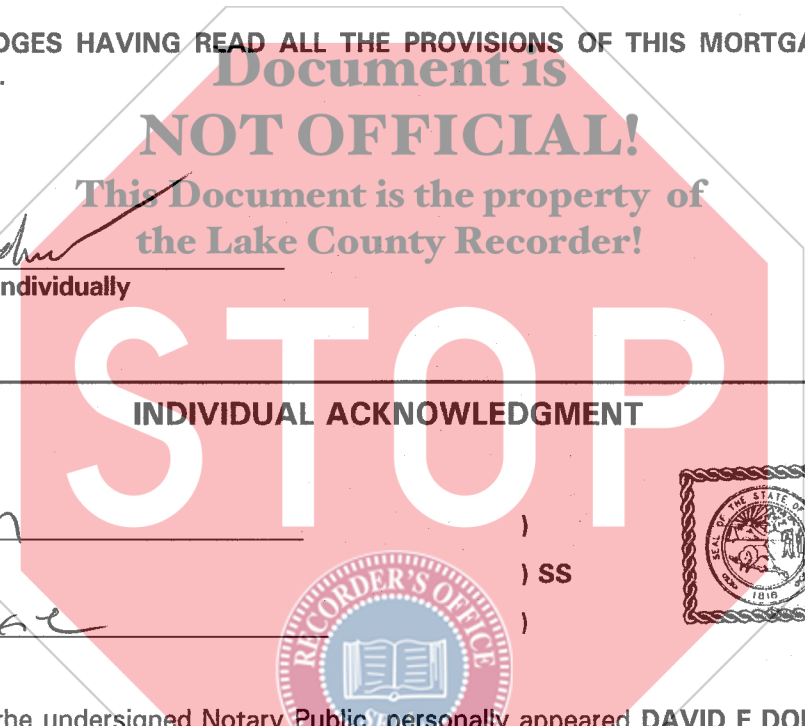 DGES HAVING READ ALL THE PROVISIONS OF THIS MORTGA
Document is
NOT OFFICIAL!
This Document is the property of
the Lake County Recorder!
ndividually
STOP
INDIVIDUAL ACKNOWLEDGMENT
)
) SS
)
SEAL OF THE STATE OF
1816
RECORDER'S OFFICE
the undersigned Notary Public, personally appeared DAVID F DO